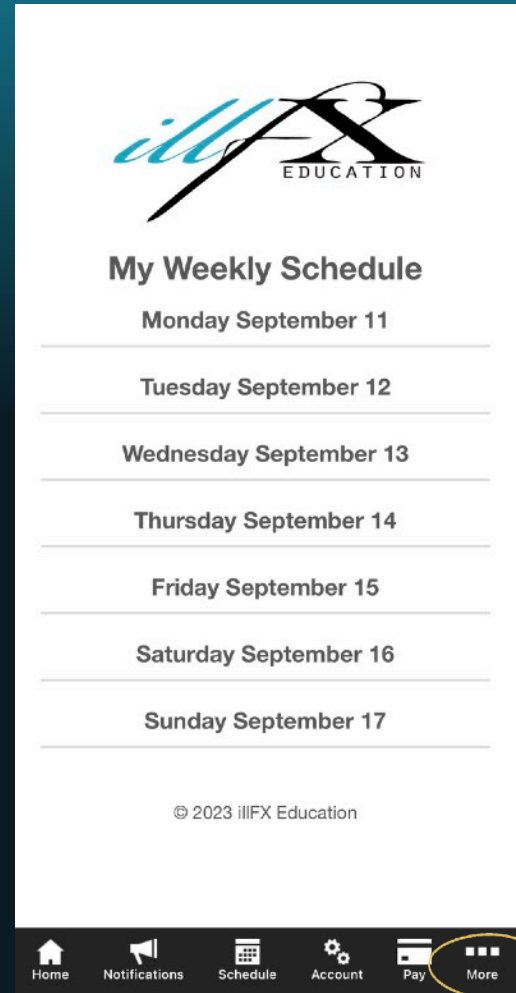 illFX
EDUCATION
My Weekly Schedule
Monday September 11
Tuesday September 12
Wednesday September 13
Thursday September 14
Friday September 15
Saturday September 16
Sunday September 17
© 2023 illFX Education
Home Notifications Schedule Account Pay More